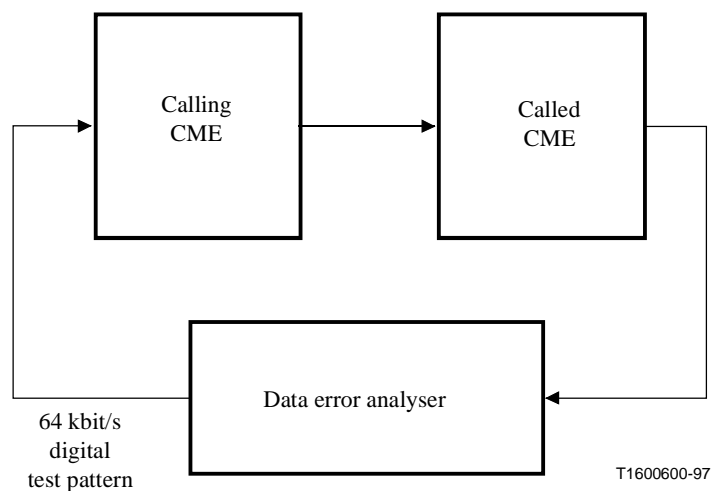 Calling
CME
Called
CME
Data error analyser
64 kbit/s
digital
test pattern
T1600600-97